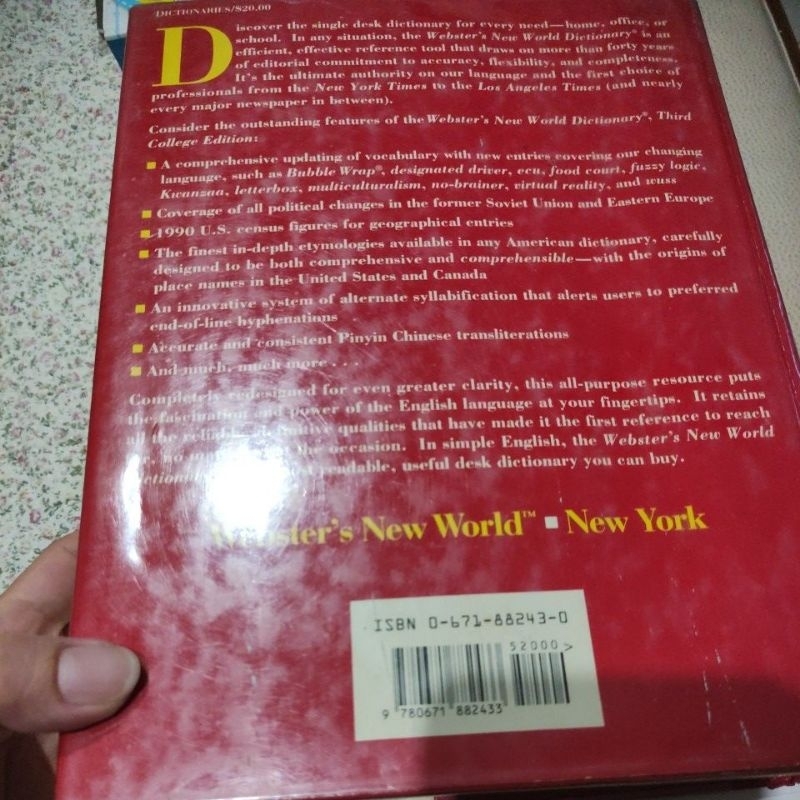 DICTIONARIES/$20.00
Discover the single desk dictionary for every need—home, office, or
school. In any situation, the Webster's New World Dictionary® is an
efficient, effective reference tool that draws on more than forty years
of editorial commitment to accuracy, flexibility, and completeness.
It's the ultimate authority on our language and the first choice of
professionals from the New York Times to the Los Angeles Times (and nearly
every major newspaper in between).
Consider the outstanding features of the Webster's New World Dictionary®, Third
College Edition:
■ A comprehensive updating of vocabulary with new entries covering our changing
language, such as Bubble Wrap®, designated driver, ecu, food court, fuzzy logic,
Kwanzaa, letterbox, multiculturalism, no-brainer, virtual reality, and wuss
■ Coverage of all political changes in the former Soviet Union and Eastern Europe
■ 1990 U.S. census figures for geographical entries
■ The finest in-depth etymologies available in any American dictionary, carefully
designed to be both comprehensive and comprehensible—with the origins of
place names in the United States and Canada
■ An innovative system of alternate syllabification that alerts users to preferred
end-of-line hyphenations
■ Accurate and consistent Pinyin Chinese transliterations
■ And much, much more . . .
Completely redesigned for even greater clarity, this all-purpose resource puts
the fascination and power of the English language at your fingertips. It retains
all the qualities that have made it the first reference to reach
no the occasion. In simple English, the Webster's New World
readable, useful desk dictionary you can buy.
Webster's New World™ ■ New York
ISBN 0-671-88243-0
52000>
9 780671 882433